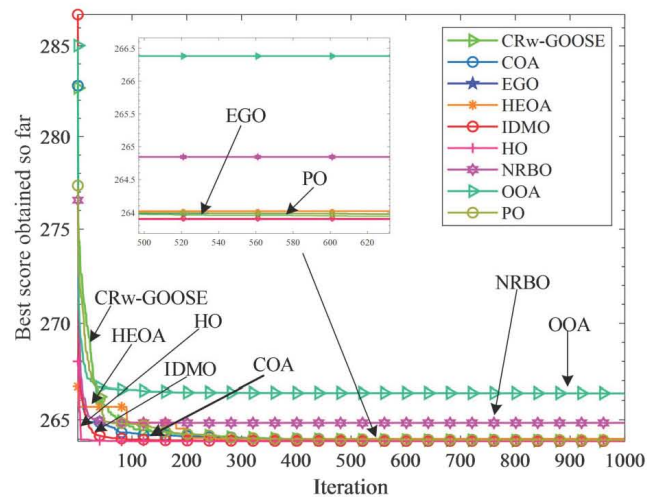 Best score obtained so far
285
280
275
270
265
266.5
266
265.5
265
264.5
264
500
520
540
560
580
600
620
EGO
PO
CRw-GOOSE
COA
EGO
HEOA
IDMO
HO
NRBO
OOA
PO
CRw-GOOSE
HEOA
HO
IDMO
COA
NRBO
OOA
100 200 300 400 500 600 700 800 900 1000
Iteration